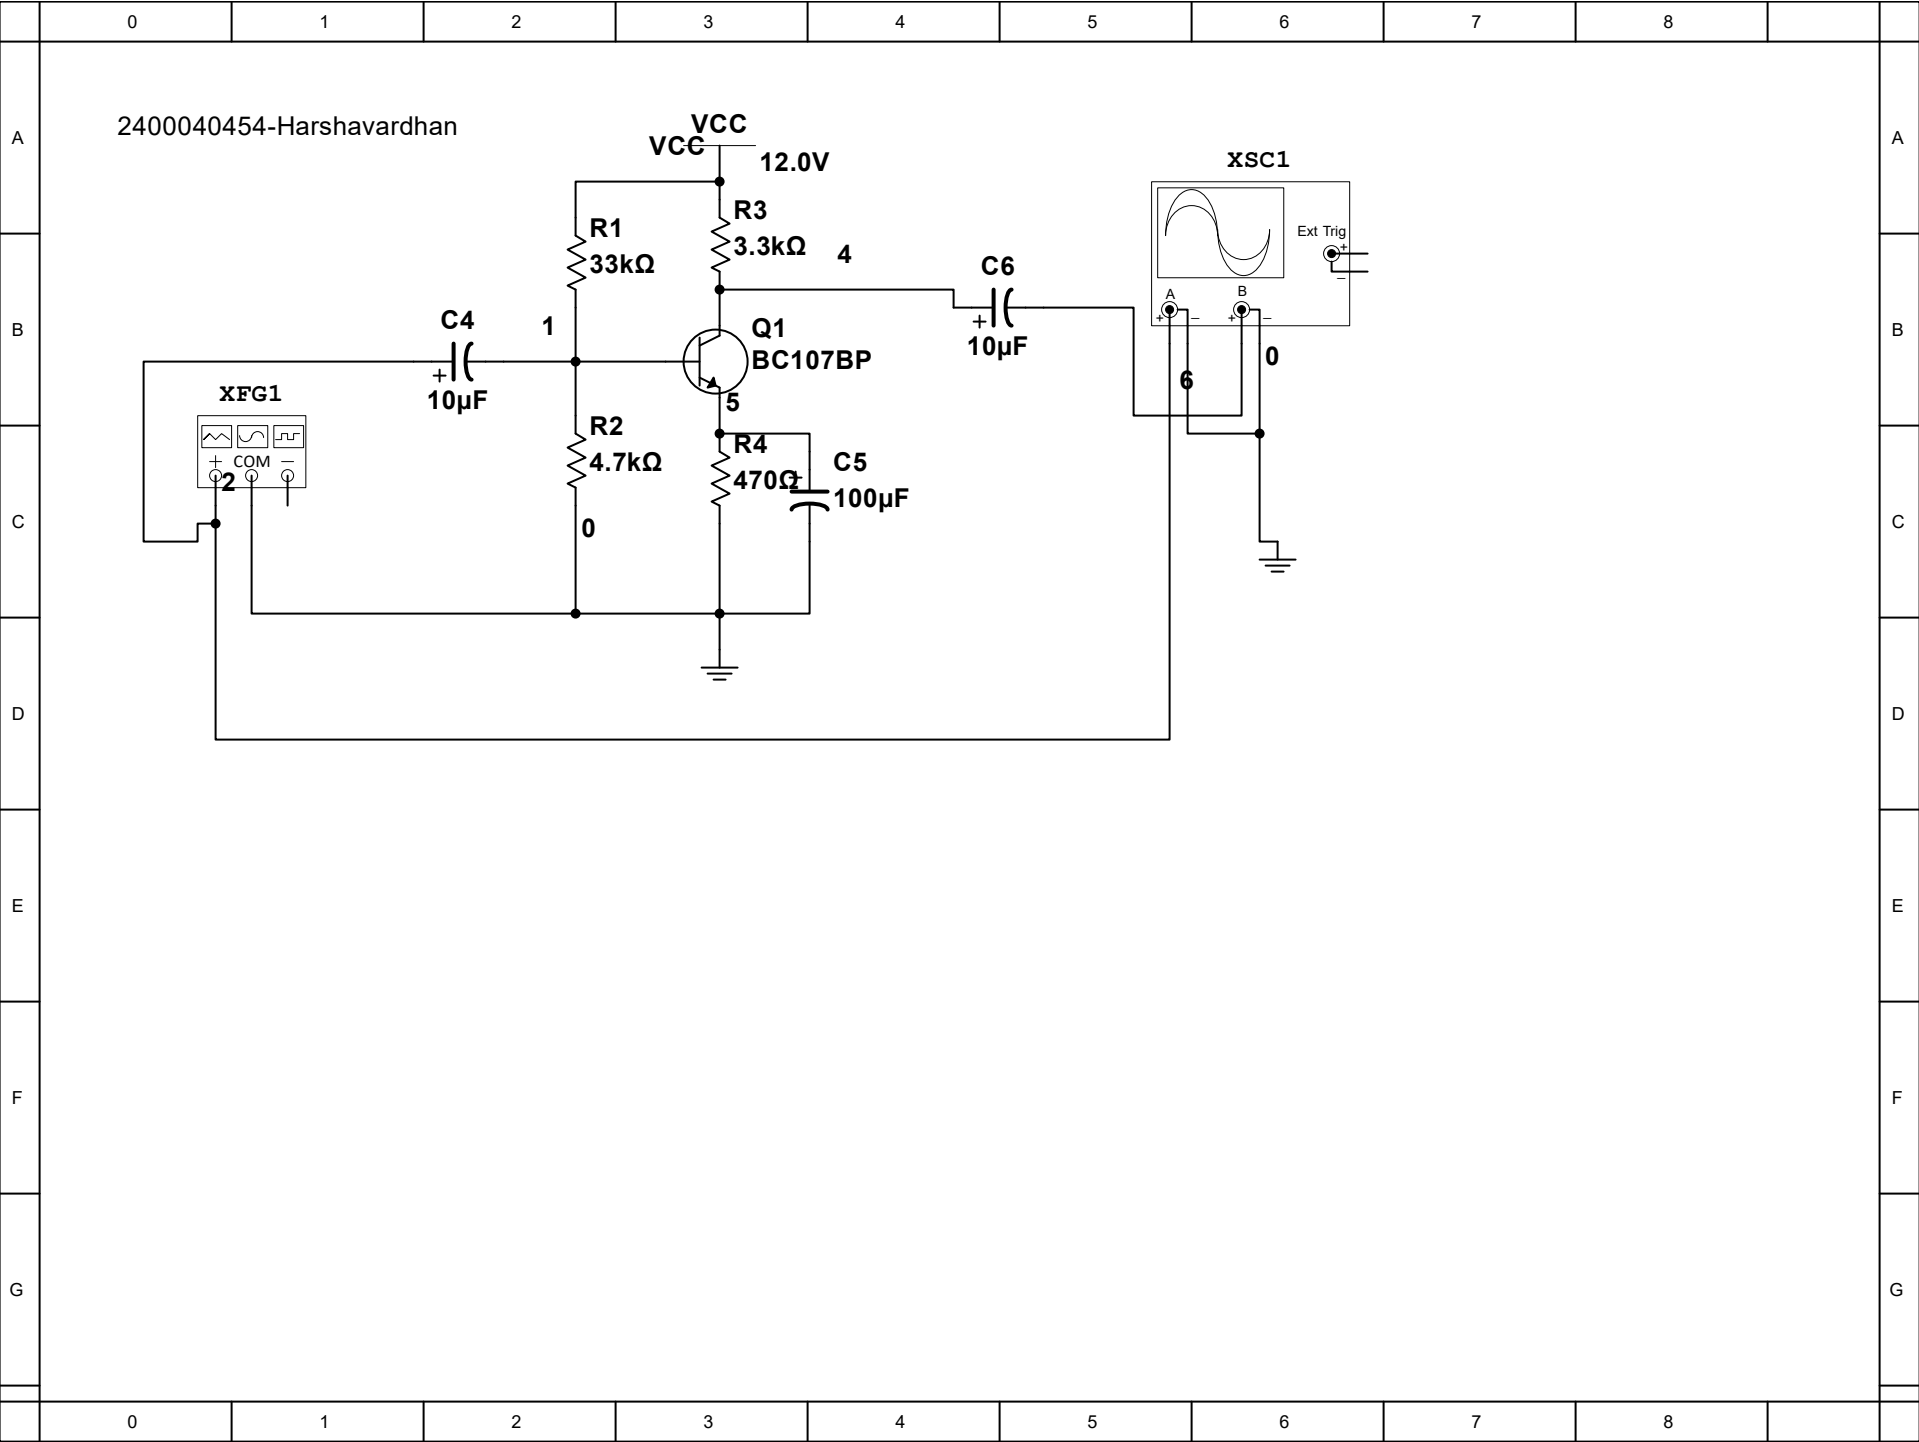 0 1 2 3 4 5 6 7 8
A A
2400040454-Harshavardhan
VCC
VCC
12.0V
XSC1
Ext Trig
+
−
A
B
+ −
+ −
R1
33kΩ
R3
3.3kΩ
4
C6
+
10µF
B B
C4
+
10µF
1
Q1
BC107BP
5
6
0
XFG1
+ COM −
2
R2
4.7kΩ
0
R4
470Ω
+
C5
100µF
C C
D D
E E
F F
G G
0 1 2 3 4 5 6 7 8